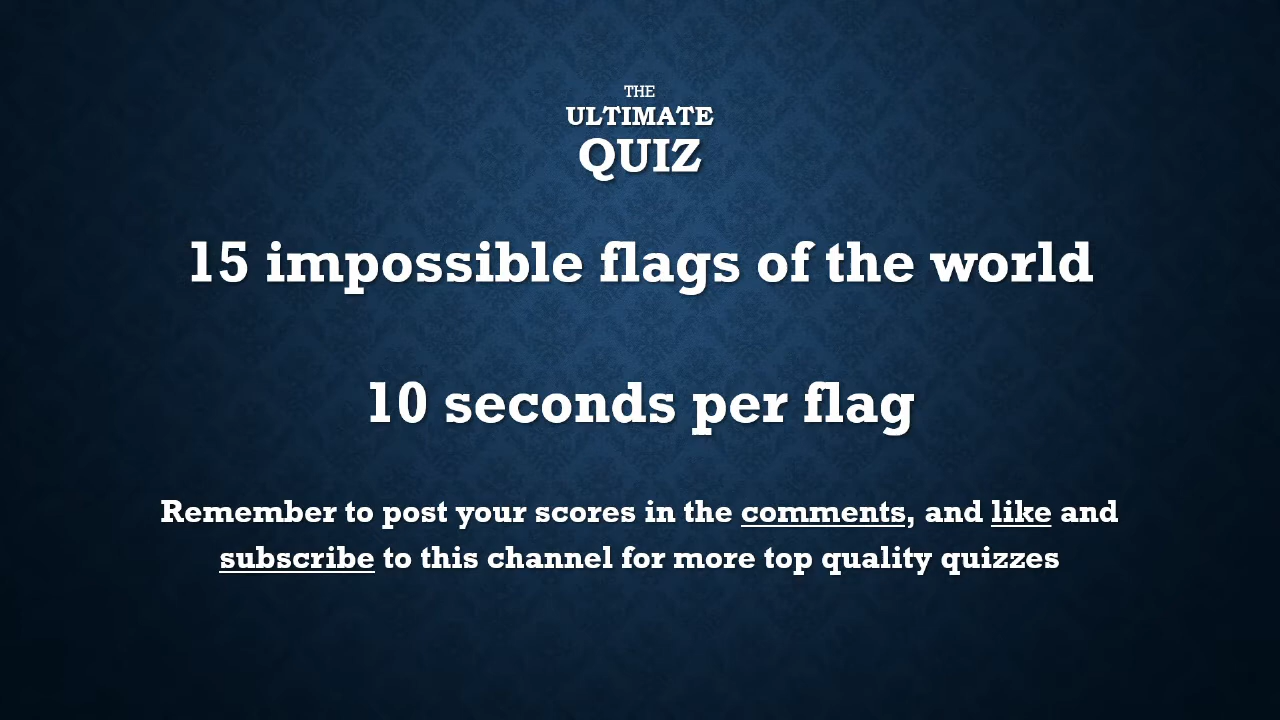 THE
ULTIMATE
QUIZ
15 impossible flags of the world
10 seconds per flag
Remember to post your scores in the comments, and like and
subscribe to this channel for more top quality quizzes